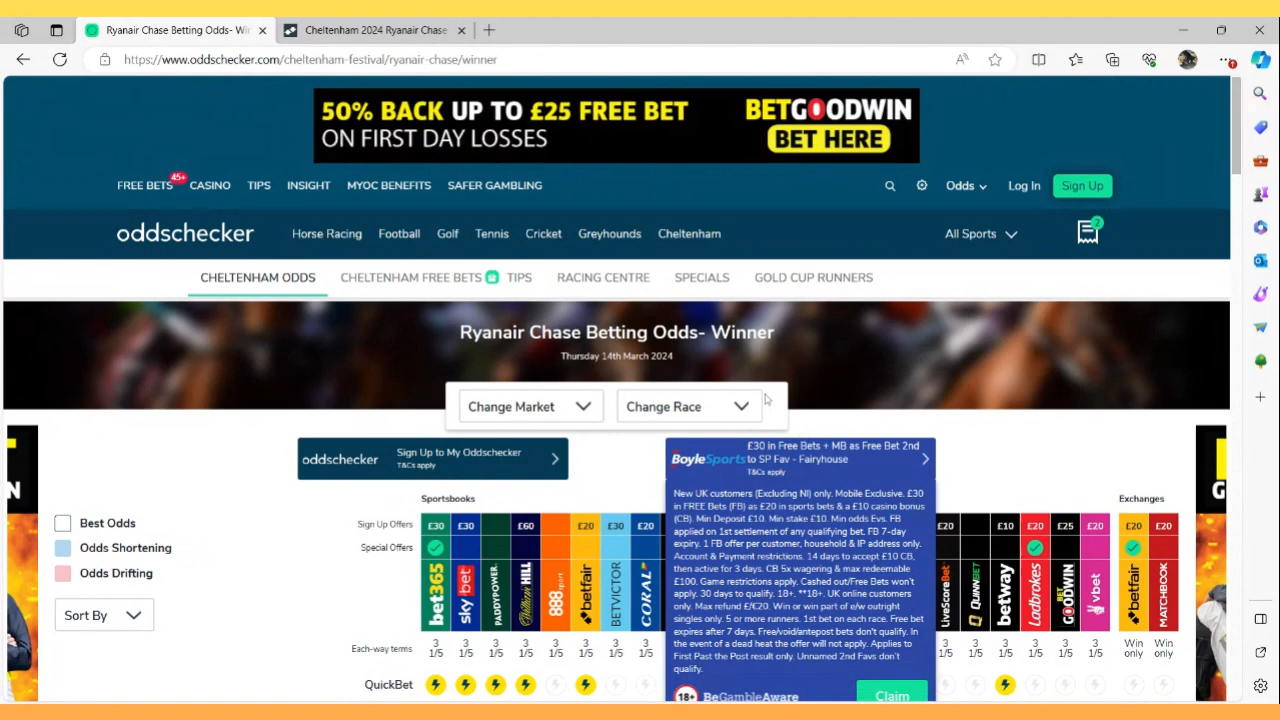 Ryanair Chase Betting Odds- Wir
Cheltenham 2024 Ryanair Chase
https://www.oddschecker.com/cheltenham-festival/ryanair-chase/winner
50% BACK UP TO £25 FREE BET
ON FIRST DAY LOSSES
BETGOODWIN
BET HERE
FREE BETS 45+ CASINO TIPS INSIGHT MYOC BENEFITS SAFER GAMBLING
Odds Log In Sign Up
oddschecker Horse Racing Football Golf Tennis Cricket Greyhounds Cheltenham All Sports 2
CHELTENHAM ODDS CHELTENHAM FREE BETS TIPS RACING CENTRE SPECIALS GOLD CUP RUNNERS
Ryanair Chase Betting Odds- Winner
Thursday 14th March 2024
Change Market Change Race
oddschecker
Sign Up to My Oddschecker
T&Cs apply
BoyleSports
£30 in Free Bets + MB as Free Bet 2nd
to SP Fav - Fairyhouse
T&Cs apply
New UK customers (Excluding NI) only. Mobile Exclusive. £30
in FREE Bets (FB) as £20 in sports bets & a £10 casino bonus
(CB). Min Deposit £10. Min stake £10. Min odds Evs. FB
applied on 1st settlement of any qualifying bet. FB 7-day
expiry. 1 FB offer per customer, household & IP address only.
Account & Payment restrictions. 14 days to accept £10 CB,
then active for 3 days. CB 5x wagering & max redeemable
£100. Game restrictions apply. Cashed out/Free Bets won't
apply. 30 days to qualify. 18+. **18+. UK online customers
only. Max refund £/€20. Win or win part of e/w outright
singles only. 5 or more runners. 1st bet on each race. Free bet
expires after 7 days. Free/void/antepost bets don't qualify. In
the event of a dead heat the offer will not apply. Applies to
First Past the Post result only. Unnamed 2nd Favs don't
qualify.
18+ BeGambleAware Claim
Best Odds
Odds Shortening
Odds Drifting
Sort By
Sportsbooks Exchanges
Sign Up Offers £30 £30 £60 £20 £30 £20 £20 £10 £20 £25 £20 £20 £20
Special Offers
bet365 sky bet PADDYPOWER. William HILL 888sport betfair BETVICTOR CORAL LiveScoreBet QUINNBET betway Ladbrokes BETGOODWIN vbet betfair MATCHBOOK
Each-way terms
3 3 3 3 3 3 3 3 3 3 3 3 3 3 Win Win
1/5 1/5 1/5 1/5 1/5 1/5 1/5 1/5 1/5 1/5 1/5 1/5 1/5 1/5 only only
QuickBet